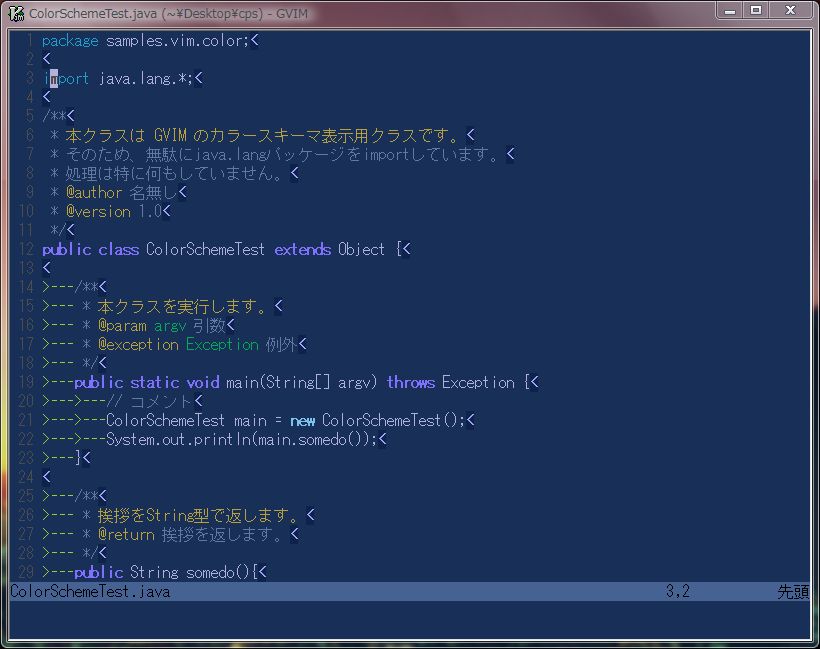 ColorSchemeTest.java (~¥Desktop¥cps) - GVIM
1 package samples.vim.color;<
2 <
3 import java.lang.*;<
4 <
5 /**<
6  * 本クラスは GVIM のカラースキーマ表示用クラスです。<
7  * そのため、無駄にjava.langパッケージをimportしています。<
8  * 処理は特に何もしていません。<
9  * @author 名無し<
10  * @version 1.0<
11  */<
12 public class ColorSchemeTest extends Object {<
13 <
14 >---/**<
15 >--- * 本クラスを実行します。<
16 >--- * @param argv 引数<
17 >--- * @exception Exception 例外<
18 >--- */<
19 >---public static void main(String[] argv) throws Exception {<
20 >--->---// コメント<
21 >--->---ColorSchemeTest main = new ColorSchemeTest();<
22 >--->---System.out.println(main.somedo());<
23 >---}<
24 <
25 >---/**<
26 >--- * 挨拶をString型で返します。<
27 >--- * @return 挨拶を返します。<
28 >--- */<
29 >---public String somedo(){<
ColorSchemeTest.java 3,2 先頭